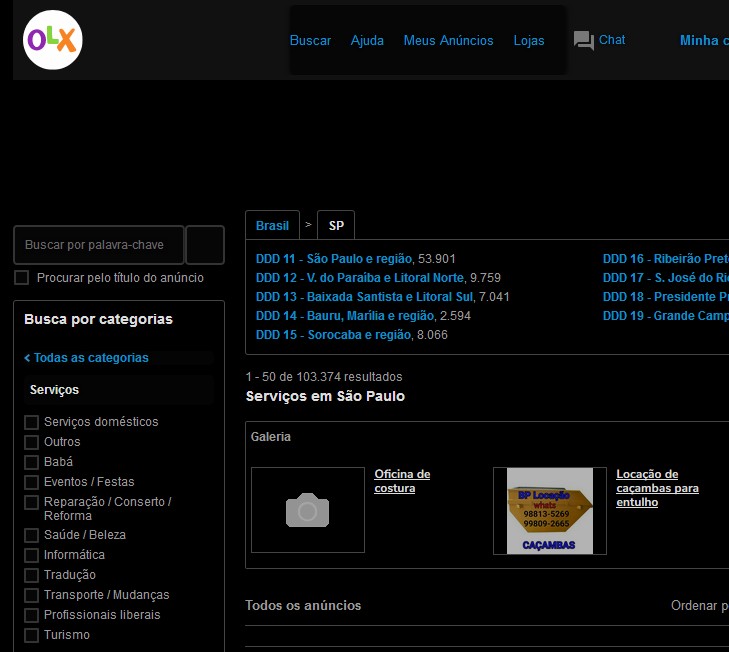 OLX
Buscar Ajuda Meus Anúncios Lojas Chat Minha
Buscar por palavra-chave
Procurar pelo título do anúncio
Busca por categorias
Todas as categorias
Serviços
Serviços domésticos
Outros
Babá
Eventos / Festas
Reparação / Conserto /
Reforma
Saúde / Beleza
Informática
Tradução
Transporte / Mudanças
Profissionais liberais
Turismo
Brasil > SP
DDD 11 - São Paulo e região, 53.901
DDD 12 - V. do Paraíba e Litoral Norte, 9.759
DDD 13 - Baixada Santista e Litoral Sul, 7.041
DDD 14 - Bauru, Marília e região, 2.594
DDD 15 - Sorocaba e região, 8.066
DDD 16 - Ribeirão Pret
DDD 17 - S. José do Ri
DDD 18 - Presidente P
DDD 19 - Grande Camp
1 - 50 de 103.374 resultados
Serviços em São Paulo
Galeria
Oficina de
costura
BP Locação
whats
98813-5269
99809-2665
CAÇAMBAS
Locação de
caçambas para
entulho
Todos os anúncios
Ordenar p